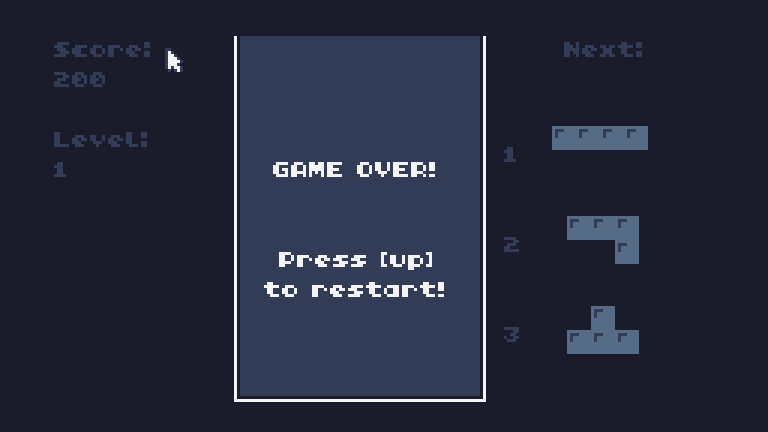 Score:
200
Level:
1
GAME OVER!
Press [up]
to restart!
Next:
1
2
3